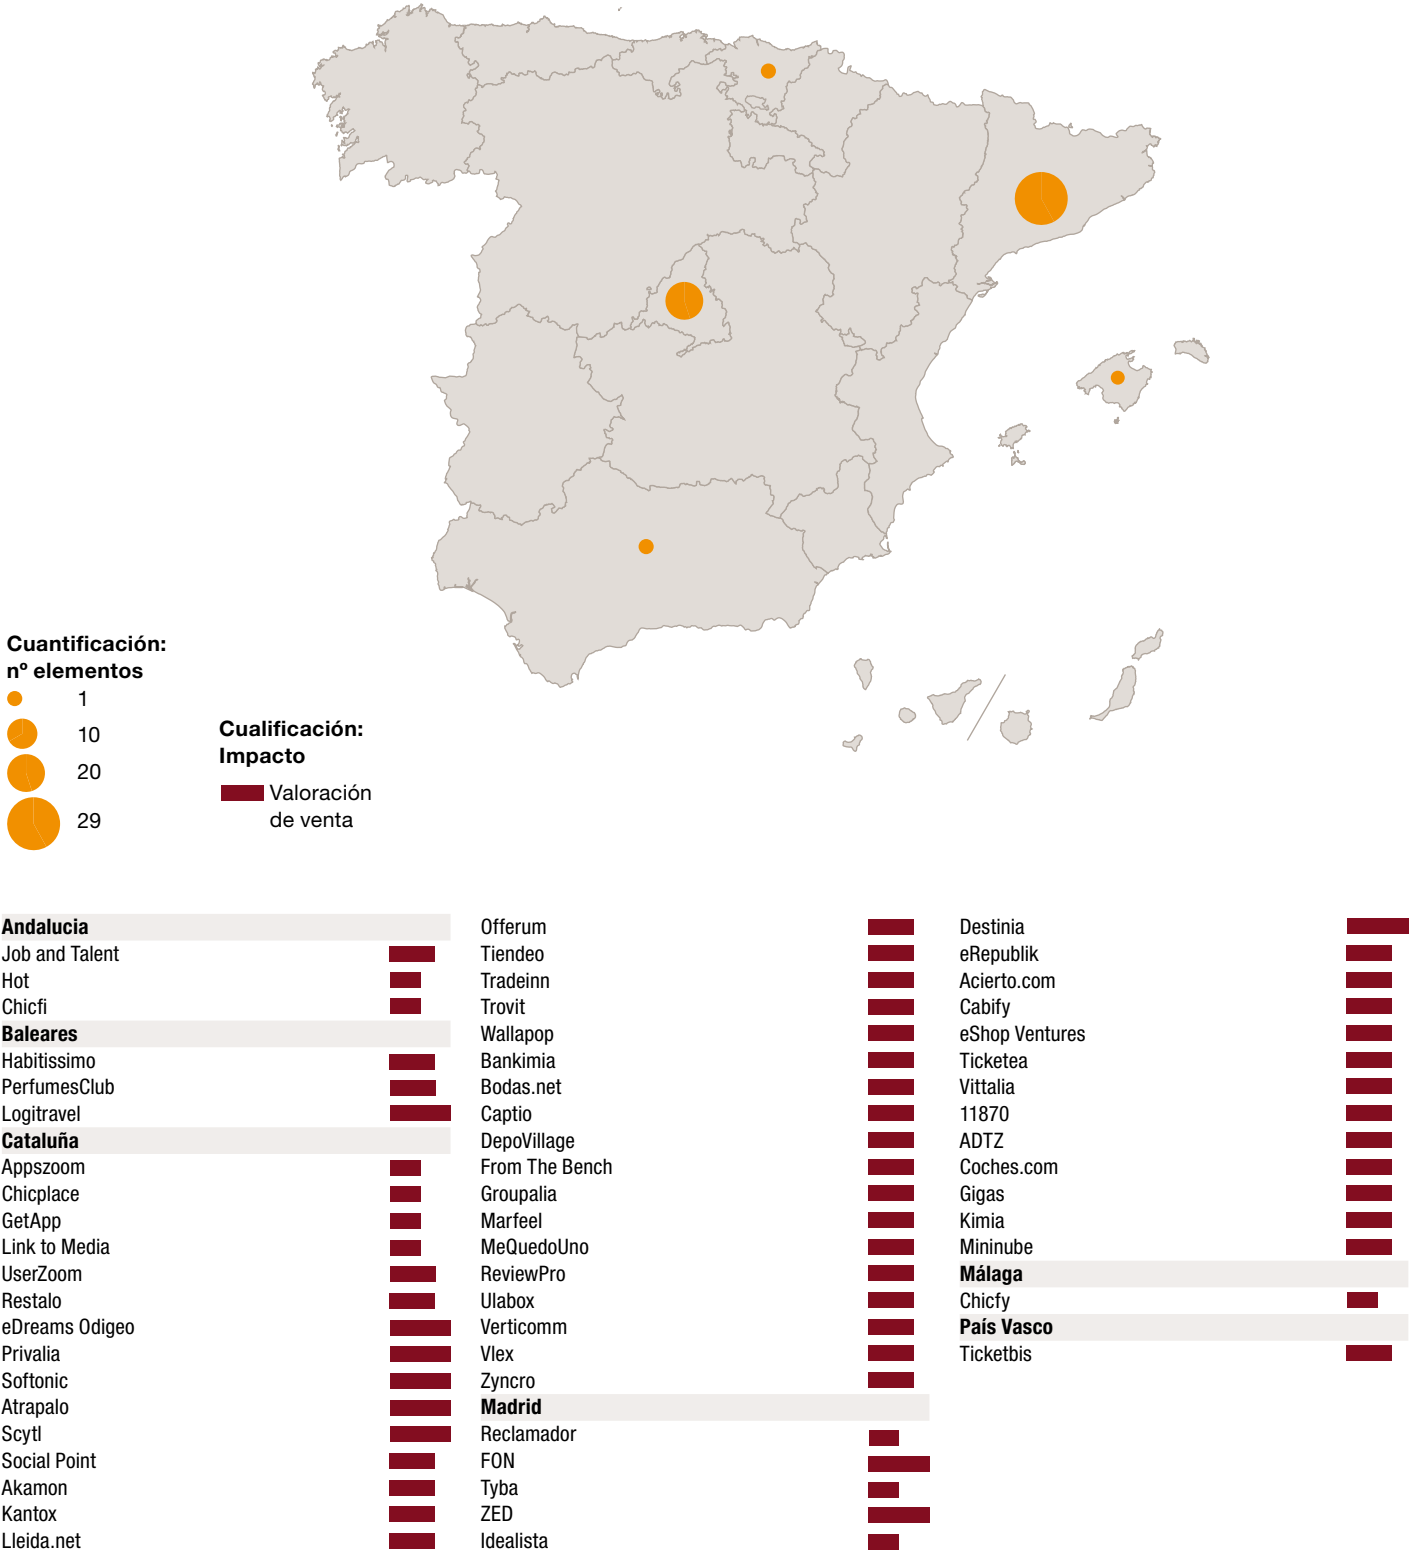 Cuantificación:
nº elementos
1
10
20
29
Cualificación:
Impacto
Valoración
de venta
Andalucia
Job and Talent
Hot
Chicfi
Baleares
Habitissimo
PerfumesClub
Logitravel
Cataluña
Appszoom
Chicplace
GetApp
Link to Media
UserZoom
Restalo
eDreams Odigeo
Privalia
Softonic
Atrapalo
Scytl
Social Point
Akamon
Kantox
Lleida.net
Offerum
Tiendeo
Tradeinn
Trovit
Wallapop
Bankimia
Bodas.net
Captio
DepoVillage
From The Bench
Groupalia
Marfeel
MeQuedoUno
ReviewPro
Ulabox
Verticomm
Vlex
Zyncro
Madrid
Reclamador
FON
Tyba
ZED
Idealista
Destinia
eRepublik
Acierto.com
Cabify
eShop Ventures
Ticketea
Vittalia
11870
ADTZ
Coches.com
Gigas
Kimia
Mininube
Málaga
Chicfy
País Vasco
Ticketbis